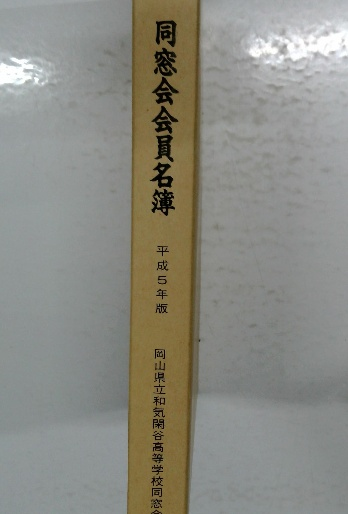 同窓会会員名簿
平成5年版
岡山県立和気閑谷高等学校同窓会